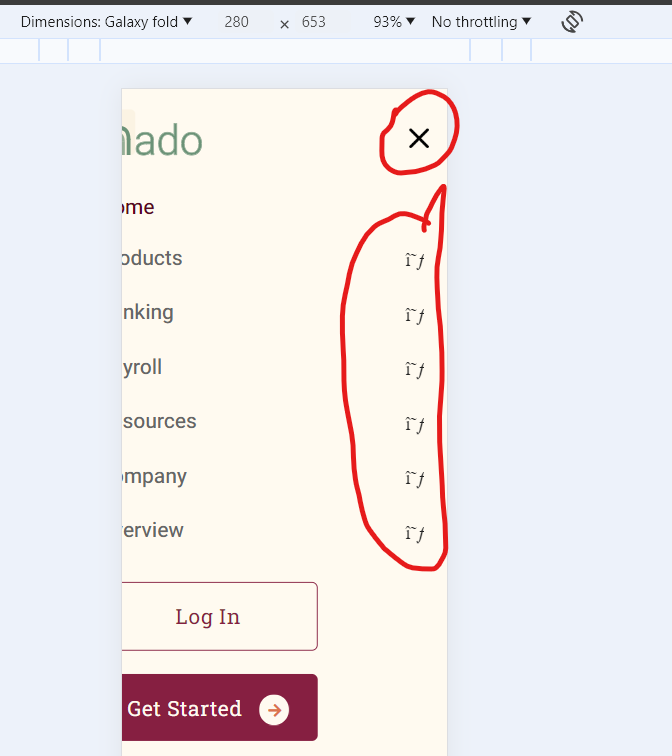 Dimensions: Galaxy fold ▼ 280 × 653 93% ▼ No throttling ▼
nado
ome
oducts î˜ƒ
nking î˜ƒ
yroll î˜ƒ
sources î˜ƒ
ompany î˜ƒ
erview î˜ƒ
Log In
Get Started